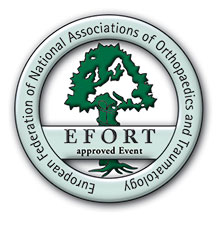 European Federation of National Associations of Orthopaedics and Traumatology
EFORT
approved Event